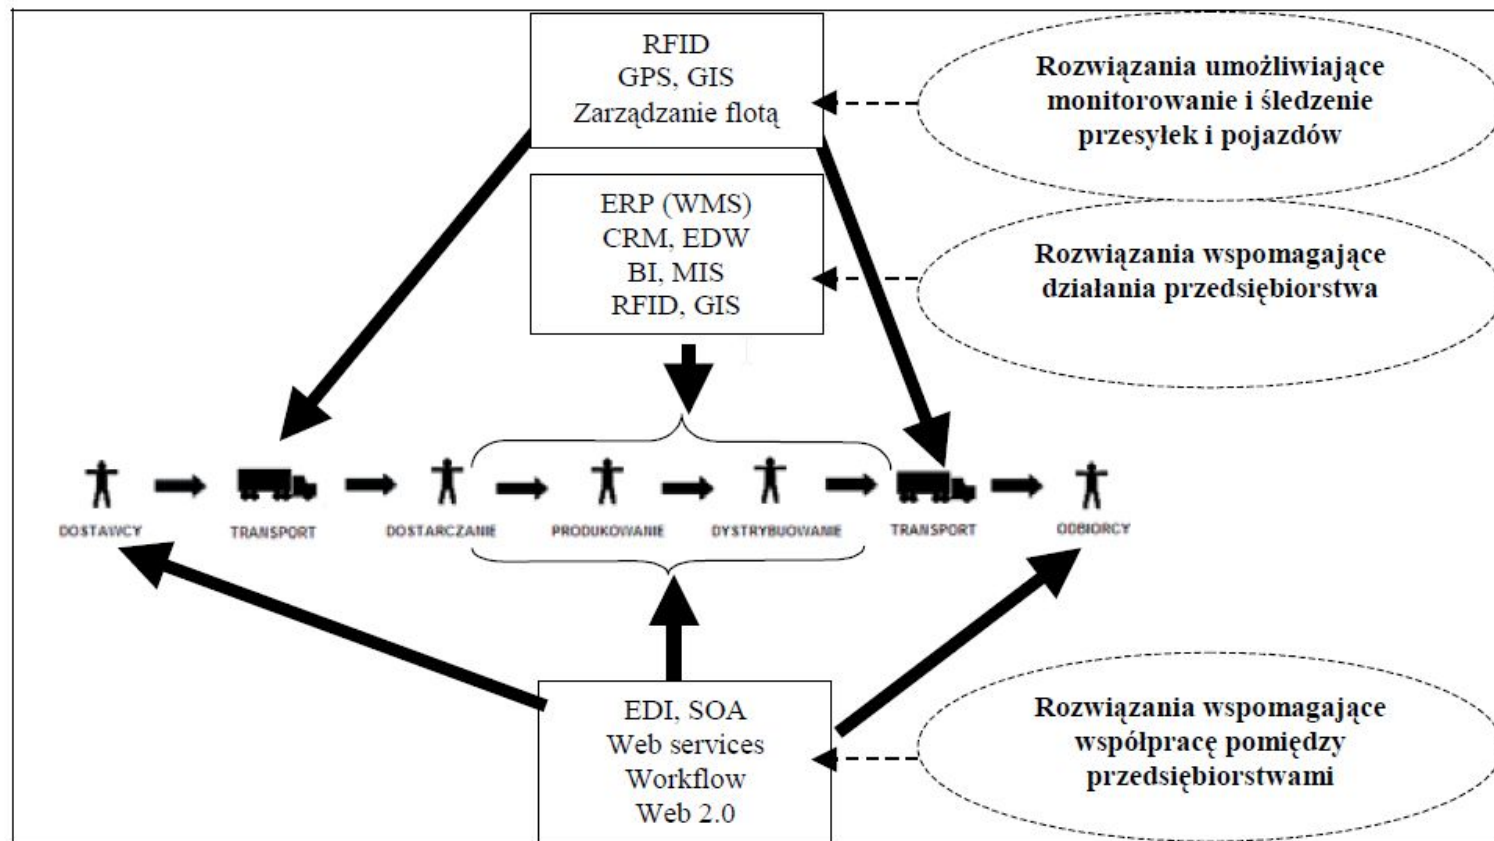 RFID
GPS, GIS
Zarządzanie flotą
Rozwiązania umożliwiające
monitorowanie i śledzenie
przesyłek i pojazdów
ERP (WMS)
CRM, EDW
BI, MIS
RFID, GIS
Rozwiązania wspomagające
działania przedsiębiorstwa
DOSTAWCY
TRANSPORT
DOSTARCZANIE
PRODUKOWANIE
DYSTRYBUOWANIE
TRANSPORT
ODBIORCY
EDI, SOA
Web services
Workflow
Web 2.0
Rozwiązania wspomagające
współpracę pomiędzy
przedsiębiorstwami